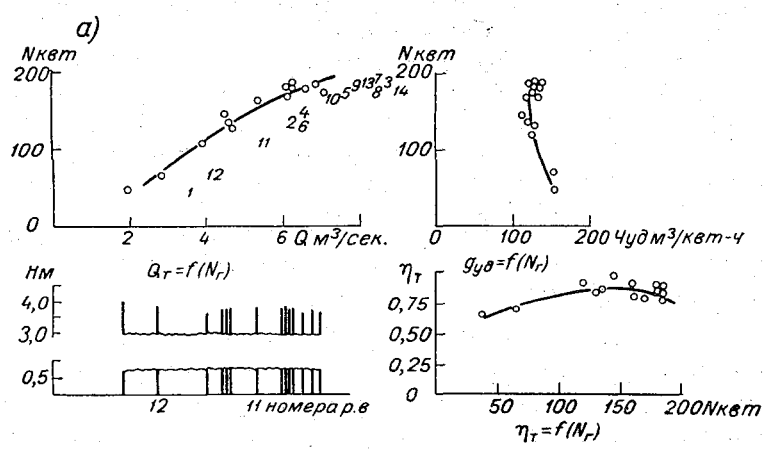 а)
Nквт
200
100
0
2 4 6 Q м³/сек.
1
12
11
2 4
6
10 5 9 13 7 3
8 14
Qт = f(Nг)
Nквт
200
100
0 100 200 Чуд м³/квт-ч
gуд = f(Nг)
Нм
4,0
3,0
0,5
12 11 номера р.в
ηт
0,75
0,50
0,25
0
50 100 150 200 Nквт
ηт = f(Nг)